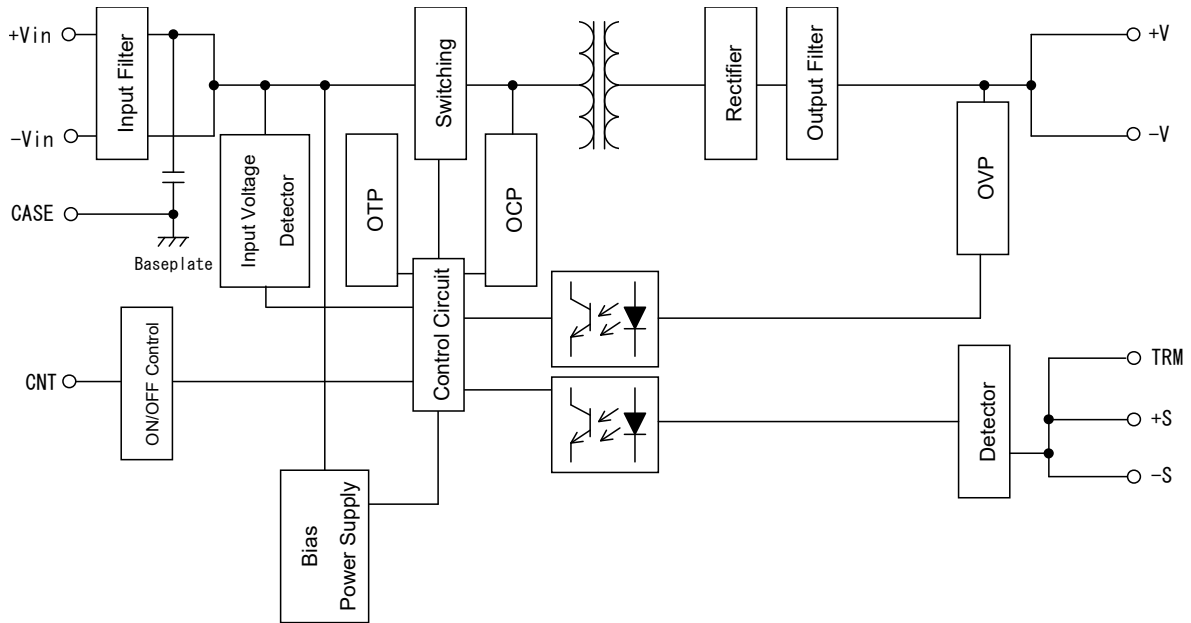 +Vin
-Vin
CASE
Baseplate
CNT
Input Filter
Input Voltage
Detector
ON/OFF Control
Bias
Power Supply
OTP
Switching
OCP
Control Circuit
Rectifier
Output Filter
OVP
Detector
+V
-V
TRM
+S
-S